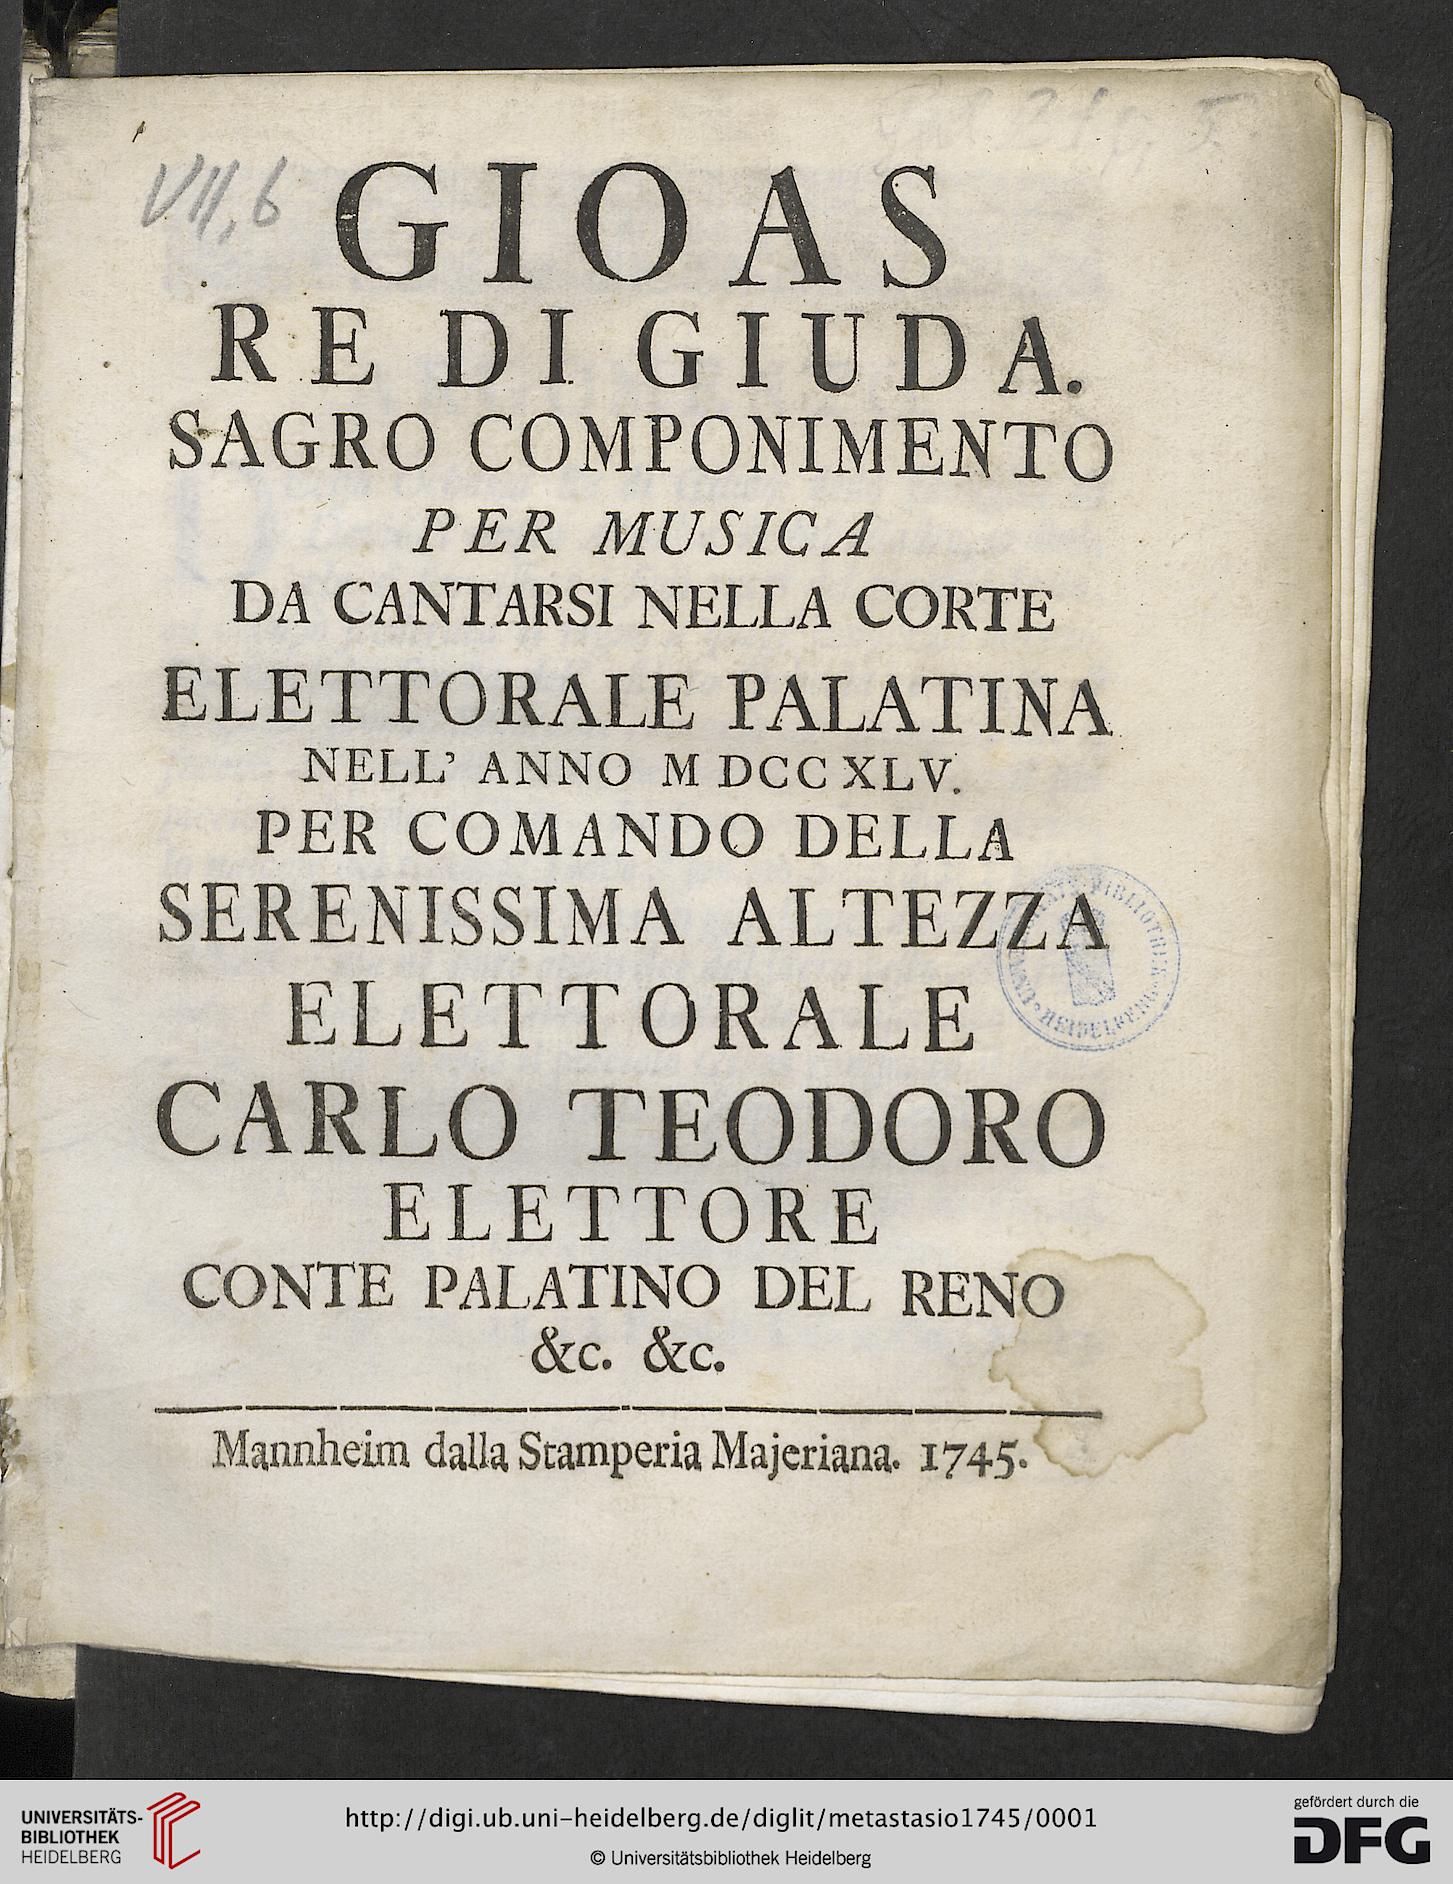 VII,6
GIOAS
RE DI GIUDA.
SAGRO COMPONIMENTO
PER MUSICA
DA CANTARSI NELLA CORTE
ELETTORALE PALATINA
NELL' ANNO MDCCXLV.
PER COMANDO DELLA
SERENISSIMA ALTEZZA
ELETTORALE
CARLO TEODORO
ELETTORE
CONTE PALATINO DEL RENO
&c. &c.
Mannheim dalla Stamperia Majeriana. 1745.
UNIVERSITÄTS-
BIBLIOTHEK
HEIDELBERG
http://digi.ub.uni-heidelberg.de/diglit/metastasio1745/0001
© Universitätsbibliothek Heidelberg
gefördert durch die
DFG